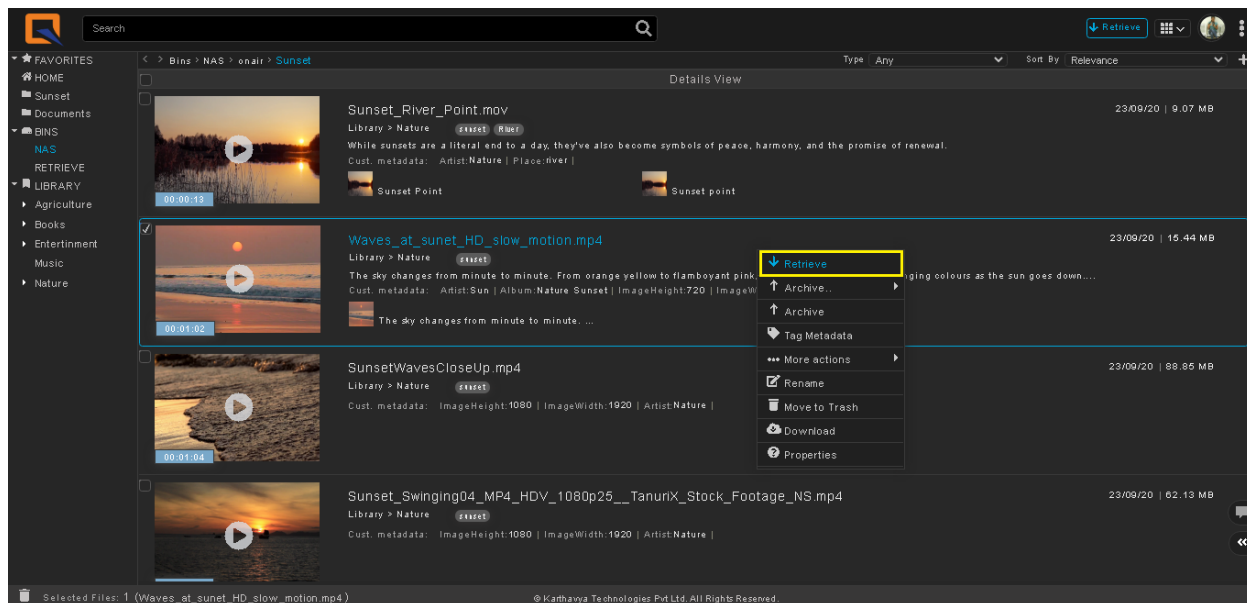 Search
Retrieve
FAVORITES
HOME
Sunset
Documents
BINS
NAS
RETRIEVE
LIBRARY
Agriculture
Books
Entertinment
Music
Nature
< > Bins > NAS > onair > Sunset
Type Any
Sort By Relevance
Details View
Sunset_River_Point.mov
23/09/20 | 9.07 MB
Library > Nature sunset River
While sunsets are a literal end to a day, they've also become symbols of peace, harmony, and the promise of renewal.
Cust. metadata: Artist:Nature | Place:river |
Sunset Point Sunset point
00:00:13
Waves_at_sunet_HD_slow_motion.mp4
23/09/20 | 15.44 MB
Library > Nature sunset
The sky changes from minute to minute. From orange yellow to flamboyant pink, nging colours as the sun goes down....
Cust. metadata: Artist:Sun | Album:Nature Sunset | ImageHeight:720 | ImageW
The sky changes from minute to minute. ...
00:01:02
Retrieve
Archive..
Archive
Tag Metadata
More actions
Rename
Move to Trash
Download
Properties
SunsetWavesCloseUp.mp4
23/09/20 | 88.85 MB
Library > Nature sunset
Cust. metadata: ImageHeight:1080 | ImageWidth:1920 | Artist:Nature |
00:01:04
Sunset_Swinging04_MP4_HDV_1080p25__TanuriX_Stock_Footage_NS.mp4
23/09/20 | 62.13 MB
Library > Nature sunset
Cust. metadata: ImageHeight:1080 | ImageWidth:1920 | Artist:Nature |
Selected Files: 1 (Waves_at_sunet_HD_slow_motion.mp4)
© Karthavya Technologies Pvt Ltd. All Rights Reserved.